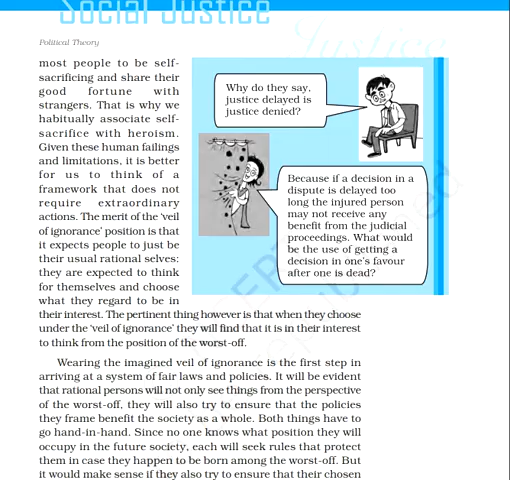 Social Justice
Justice
Political Theory
most people to be self-
sacrificing and share their
good fortune with
strangers. That is why we
habitually associate self-
sacrifice with heroism.
Given these human failings
and limitations, it is better
for us to think of a
framework that does not
require extraordinary
actions. The merit of the ‘veil
of ignorance’ position is that
it expects people to just be
their usual rational selves:
they are expected to think
for themselves and choose
what they regard to be in
their interest. The pertinent thing however is that when they choose
under the ‘veil of ignorance’ they will find that it is in their interest
to think from the position of the worst-off.
Why do they say,
justice delayed is
justice denied?
Because if a decision in a
dispute is delayed too
long the injured person
may not receive any
benefit from the judicial
proceedings. What would
be the use of getting a
decision in one’s favour
after one is dead?
Wearing the imagined veil of ignorance is the first step in
arriving at a system of fair laws and policies. It will be evident
that rational persons will not only see things from the perspective
of the worst-off, they will also try to ensure that the policies
they frame benefit the society as a whole. Both things have to
go hand-in-hand. Since no one knows what position they will
occupy in the future society, each will seek rules that protect
them in case they happen to be born among the worst-off. But
it would make sense if they also try to ensure that their chosen